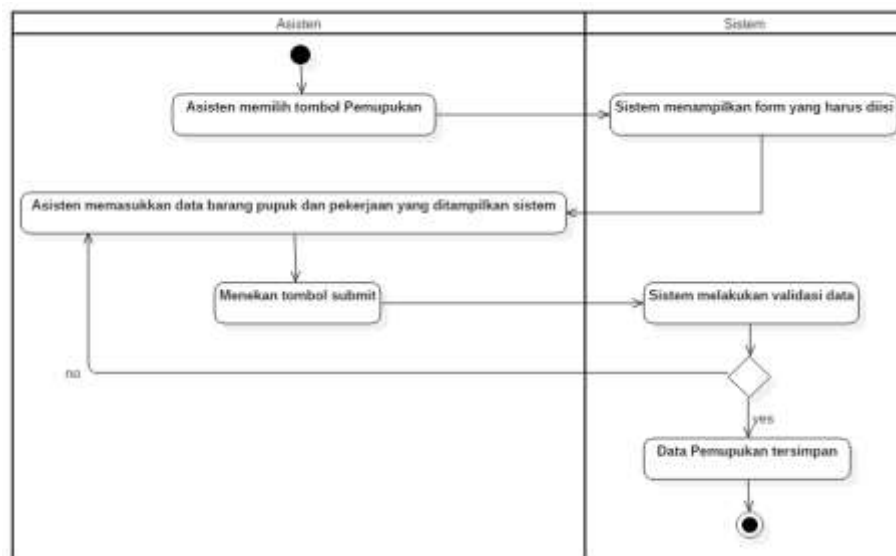 Asisten
Sistem
Asisten memilih tombol Pemupukan
Sistem menampilkan form yang harus diisi
Asisten memasukkan data barang pupuk dan pekerjaan yang ditampilkan sistem
Menekan tombol submit
Sistem melakukan validasi data
no
yes
Data Pemupukan tersimpan